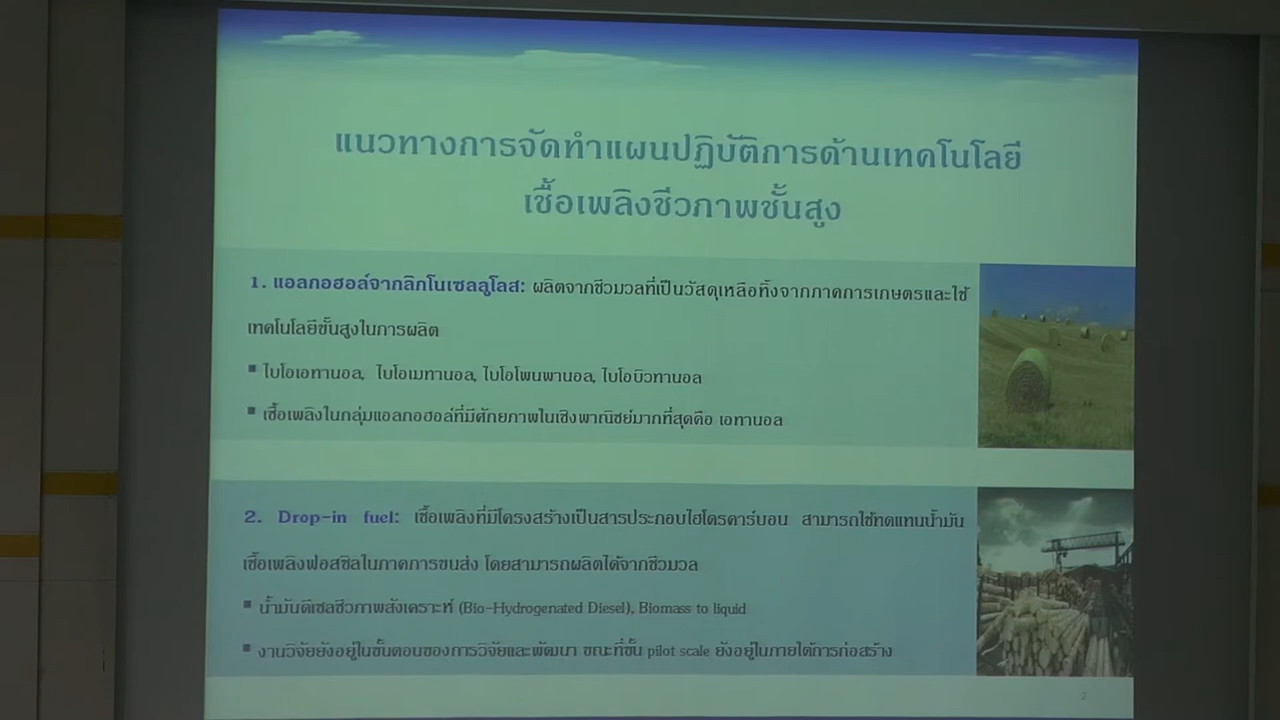 แนวทางการจัดทำแผนปฏิบัติการด้านเทคโนโลยี
เชื้อเพลิงชีวภาพชั้นสูง
1. แอลกอฮอล์จากลิกโนเซลลูโลส: ผลิตจากชีวมวลที่เป็นวัสดุเหลือทิ้งจากภาคการเกษตรและใช้
เทคโนโลยีขั้นสูงในการผลิต
▪ ไบโอเอทานอล, ไบโอเมทานอล, ไบโอโพนพานอล, ไบโอบิวทานอล
▪ เชื้อเพลิงในกลุ่มแอลกอฮอล์ที่มีศักยภาพในเชิงพาณิชย์มากที่สุดคือ เอทานอล
2. Drop-in fuel: เชื้อเพลิงที่มีโครงสร้างเป็นสารประกอบไฮโดรคาร์บอน สามารถใช้ทดแทนน้ำมัน
เชื้อเพลิงฟอสซิลในภาคการขนส่ง โดยสามารถผลิตได้จากชีวมวล
▪ น้ำมันดีเซลชีวภาพสังเคราะห์ (Bio-Hydrogenated Diesel), Biomass to liquid
▪ งานวิจัยยังอยู่ในขั้นตอนของการวิจัยและพัฒนา ขณะที่ขั้น pilot scale ยังอยู่ในภายใต้การก่อสร้าง
2